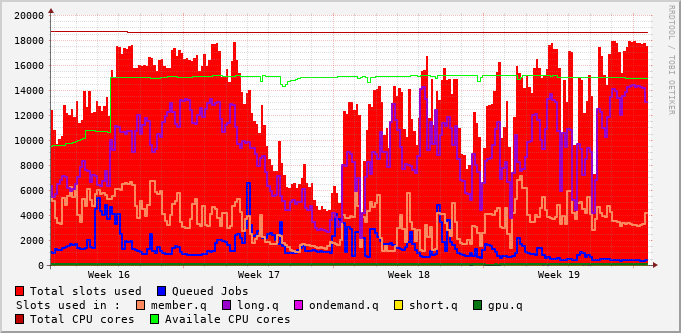 20000
18000
16000
14000
12000
10000
8000
6000
4000
2000
0
Week 16 Week 17 Week 18 Week 19
RRDTOOL / TOBI OETIKER
Total slots used Queued Jobs
Slots used in : member.q long.q ondemand.q short.q gpu.q
Total CPU cores Availale CPU cores